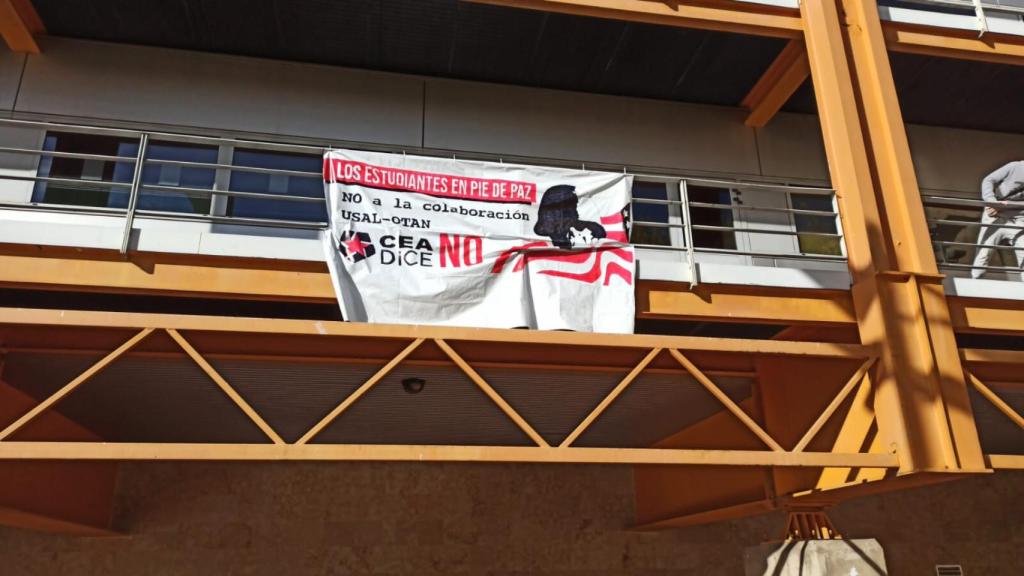 LOS ESTUDIANTES EN PIE DE PAZ
NO a la colaboración
USAL-OTAN
CEA
DiCE
NO